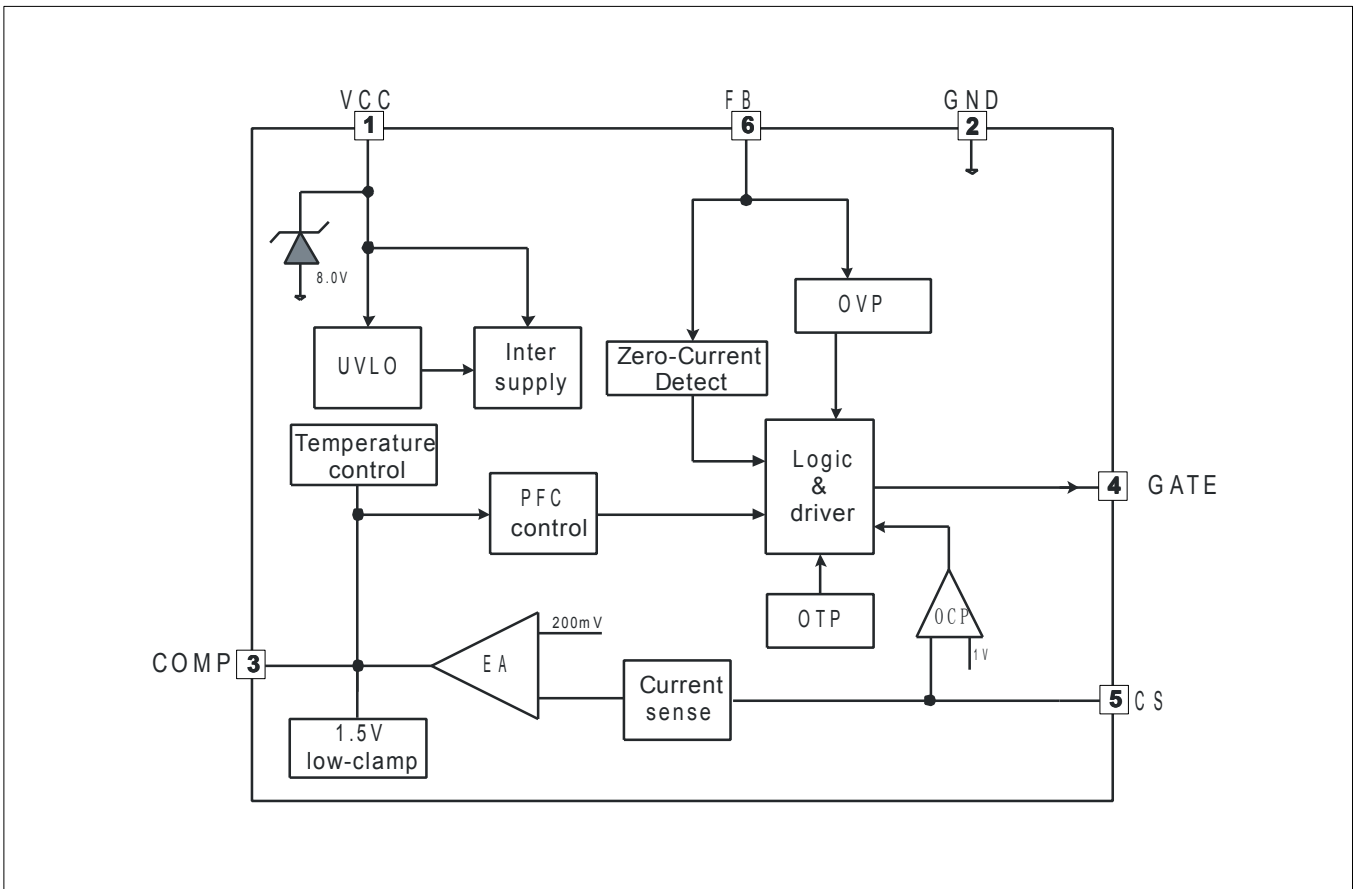 VCC
FB
GND
1
6
2
8.0V
OVP
UVLO
Inter
supply
Zero-Current
Detect
Temperature
control
Logic
&
driver
PFC
control
4 GATE
OTP
OCP
1V
200mV
EA
COMP 3
Current
sense
5 CS
1.5V
low-clamp